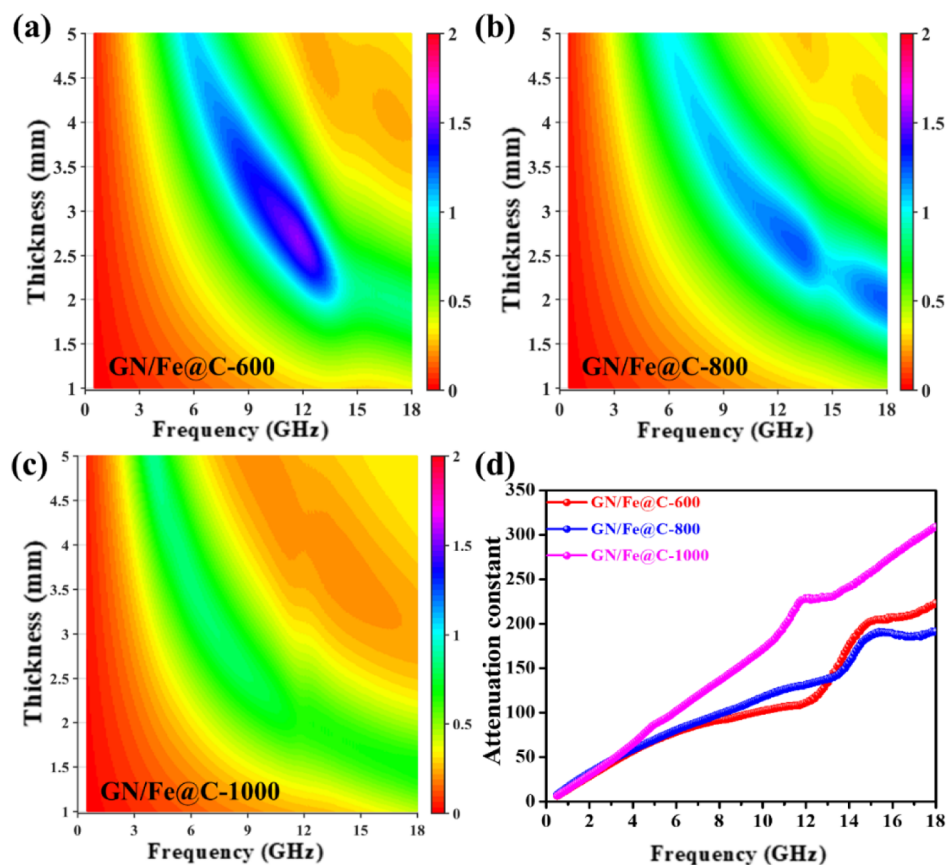 (a)
Thickness (mm)
5
4.5
4
3.5
3
2.5
2
1.5
1
GN/Fe@C-600
0 3 6 9 12 15 18
Frequency (GHz)
2
1.5
1
0.5
0
(b)
Thickness (mm)
5
4.5
4
3.5
3
2.5
2
1.5
1
GN/Fe@C-800
0 3 6 9 12 15 18
Frequency (GHz)
2
1.5
1
0.5
0
(c)
Thickness (mm)
5
4.5
4
3.5
3
2.5
2
1.5
1
GN/Fe@C-1000
0 3 6 9 12 15 18
Frequency (GHz)
2
1.5
1
0.5
0
(d)
Attenuation constant
350
300
250
200
150
100
50
0
GN/Fe@C-600
GN/Fe@C-800
GN/Fe@C-1000
0 2 4 6 8 10 12 14 16 18
Frequency (GHz)